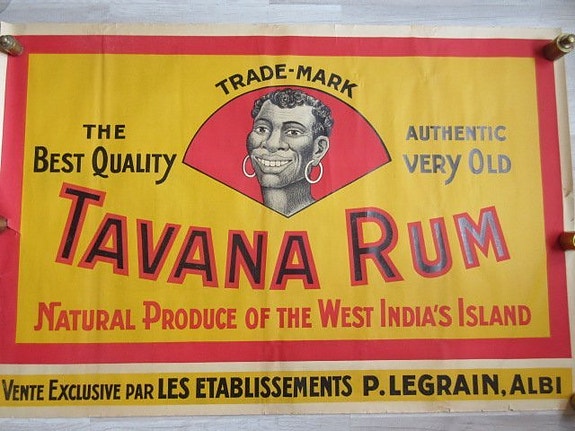 TRADE-MARK
THE
BEST QUALITY
AUTHENTIC
VERY OLD
TAVANA RUM
NATURAL PRODUCE OF THE WEST INDIA'S ISLAND
VENTE EXCLUSIVE PAR LES ETABLISSEMENTS P. LEGRAIN, ALBI